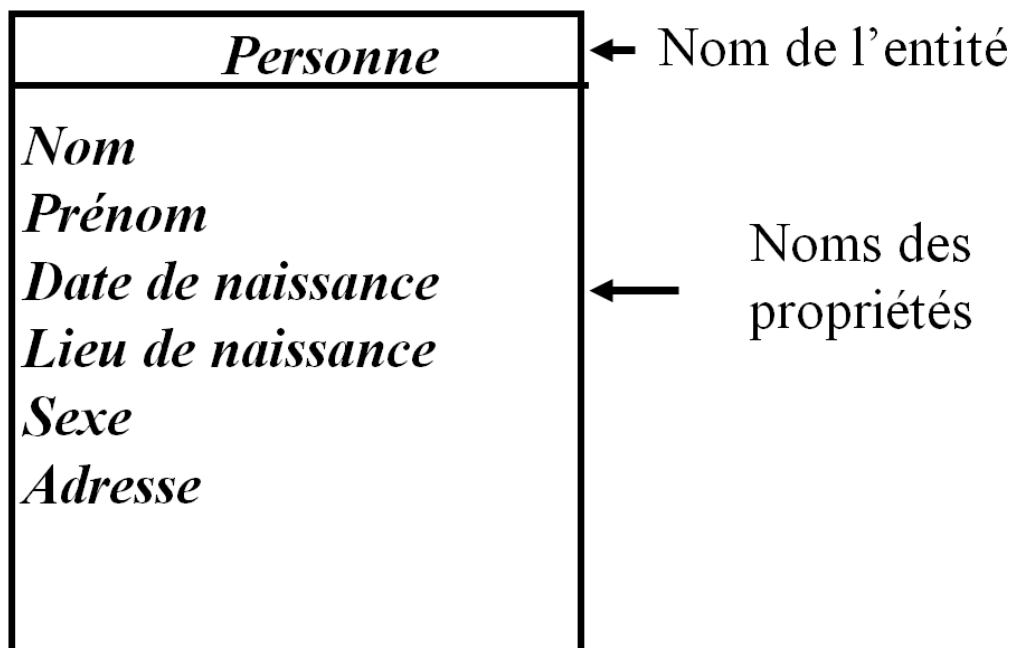 Personne
Nom de l’entité
Nom
Prénom
Date de naissance
Lieu de naissance
Sexe
Adresse
Noms des
propriétés